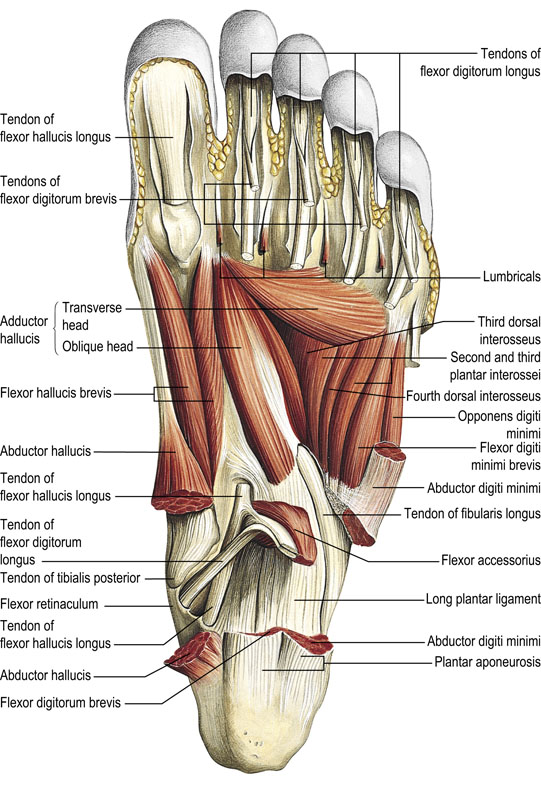 Tendons of
flexor digitorum longus
Tendon of
flexor hallucis longus
Tendons of
flexor digitorum brevis
Lumbricals
Adductor
hallucis
Transverse
head
Oblique head
Third dorsal
interosseus
Second and third
plantar interossei
Flexor hallucis brevis
Fourth dorsal interosseus
Opponens digiti
minimi
Flexor digiti
minimi brevis
Abductor hallucis
Tendon of
flexor hallucis longus
Abductor digiti minimi
Tendon of fibularis longus
Tendon of
flexor digitorum
longus
Flexor accessorius
Tendon of tibialis posterior
Flexor retinaculum
Long plantar ligament
Tendon of
flexor hallucis longus
Abductor digiti minimi
Plantar aponeurosis
Abductor hallucis
Flexor digitorum brevis